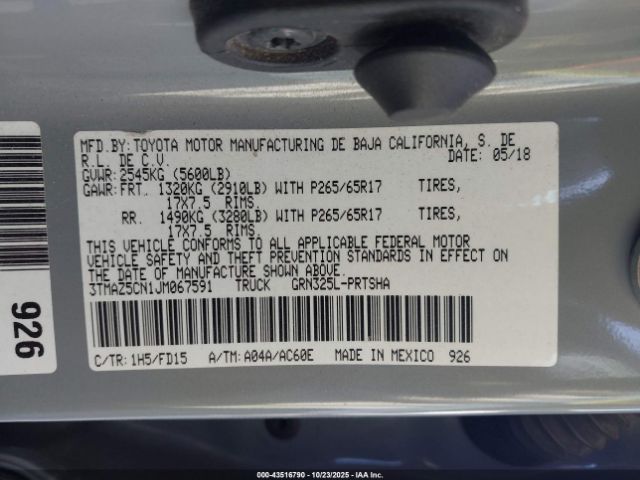 MFD.BY: TOYOTA MOTOR MANUFACTURING DE BAJA CALIFORNIA, S. DE
R.L. DE C.V. DATE: 05/18
GVWR: 2545KG (5600LB)
GAWR: FRT. 1320KG (2910LB) WITH P265/65R17 TIRES,
17X7.5 RIMS.
RR. 1490KG (3280LB) WITH P265/65R17 TIRES,
17X7.5 RIMS.
THIS VEHICLE CONFORMS TO ALL APPLICABLE FEDERAL MOTOR
VEHICLE SAFETY AND THEFT PREVENTION STANDARDS IN EFFECT ON
THE DATE OF MANUFACTURE SHOWN ABOVE.
3TMAZ5CN1JM067591 TRUCK GRN325L-PRTSHA
C/TR: 1H5/FD15 A/TM: A04A/AC60E MADE IN MEXICO 926
926
000-43516790 - 10/23/2025 - IAAI.COM